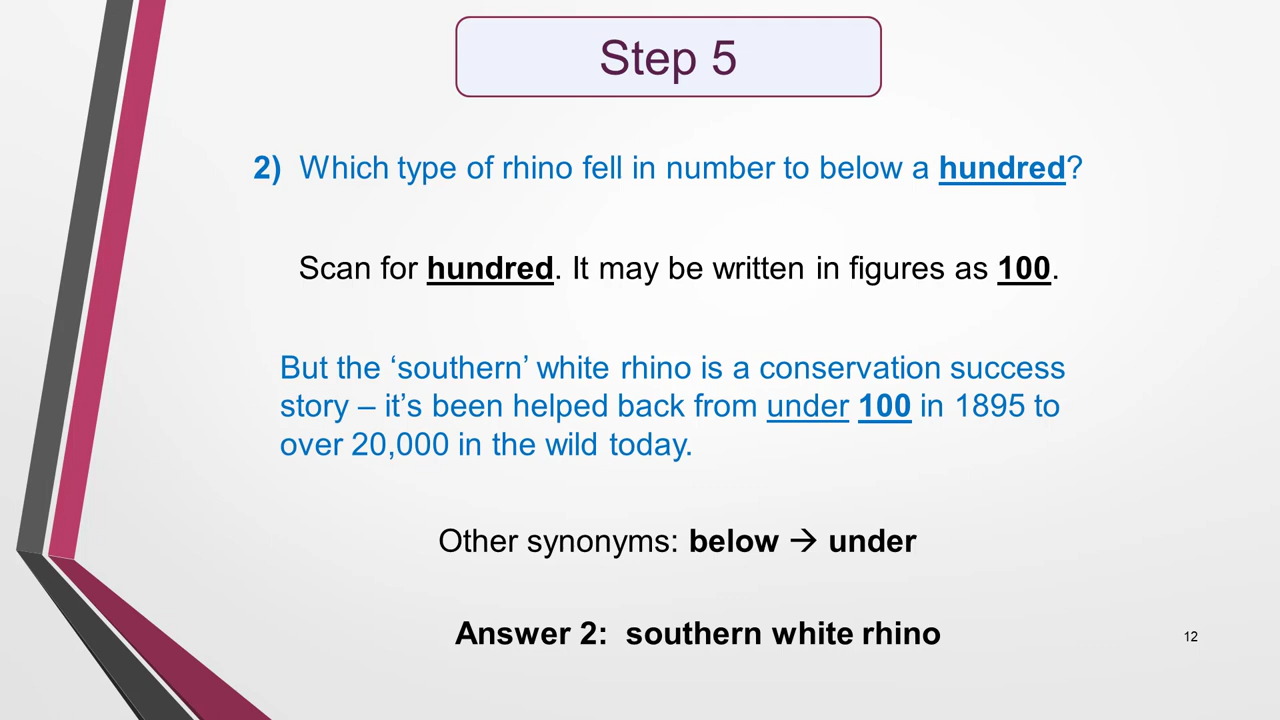 Step 5
2) Which type of rhino fell in number to below a hundred?
Scan for hundred. It may be written in figures as 100.
But the ‘southern’ white rhino is a conservation success
story – it’s been helped back from under 100 in 1895 to
over 20,000 in the wild today.
Other synonyms: below → under
Answer 2: southern white rhino
12